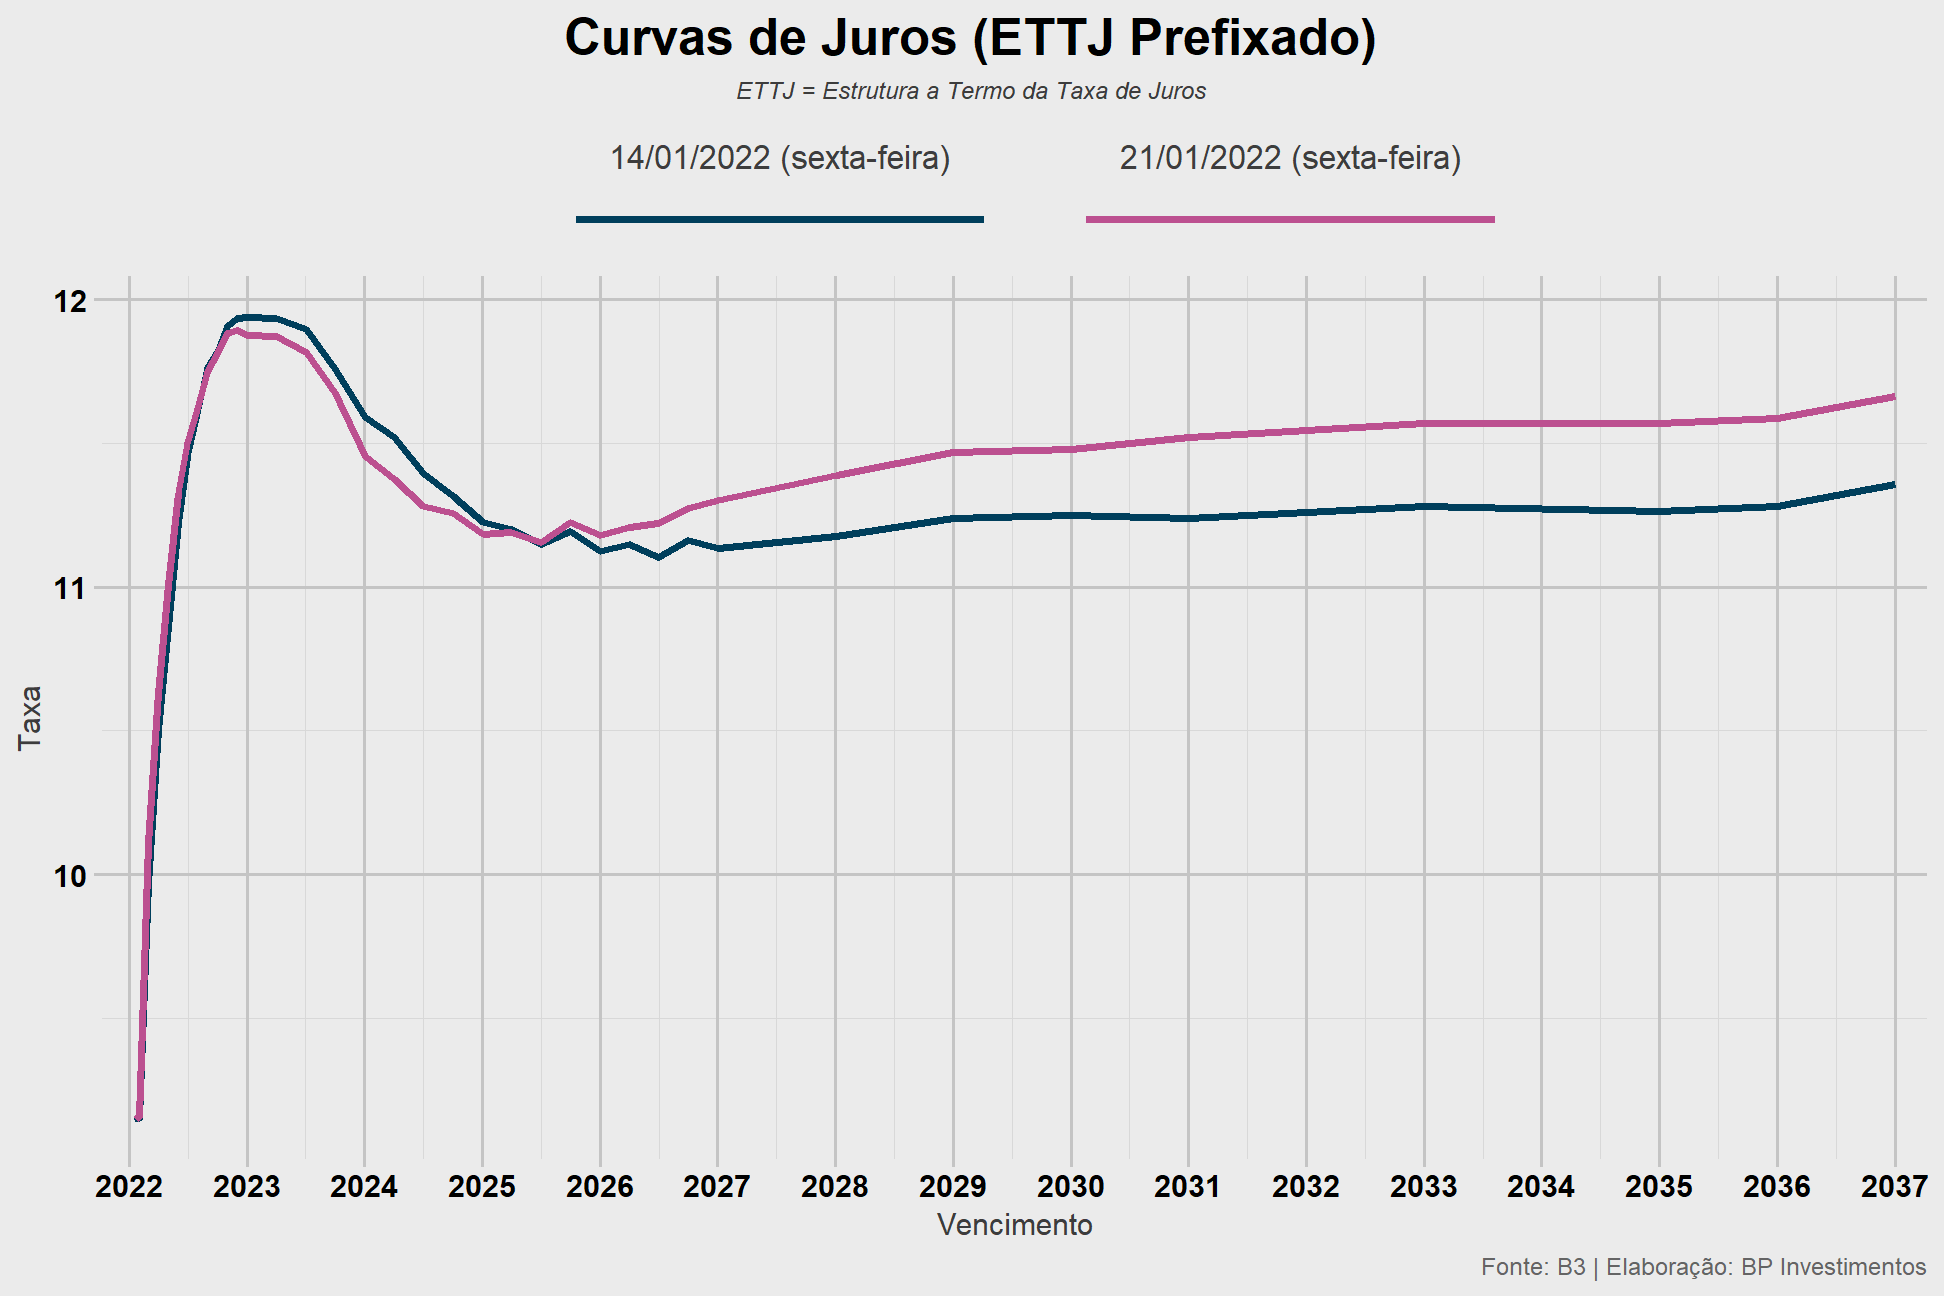 Curvas de Juros (ETTJ Prefixado)
ETTJ = Estrutura a Termo da Taxa de Juros
14/01/2022 (sexta-feira)
21/01/2022 (sexta-feira)
12
11
10
Taxa
2022 2023 2024 2025 2026 2027 2028 2029 2030 2031 2032 2033 2034 2035 2036 2037
Vencimento
Fonte: B3 | Elaboração: BP Investimentos